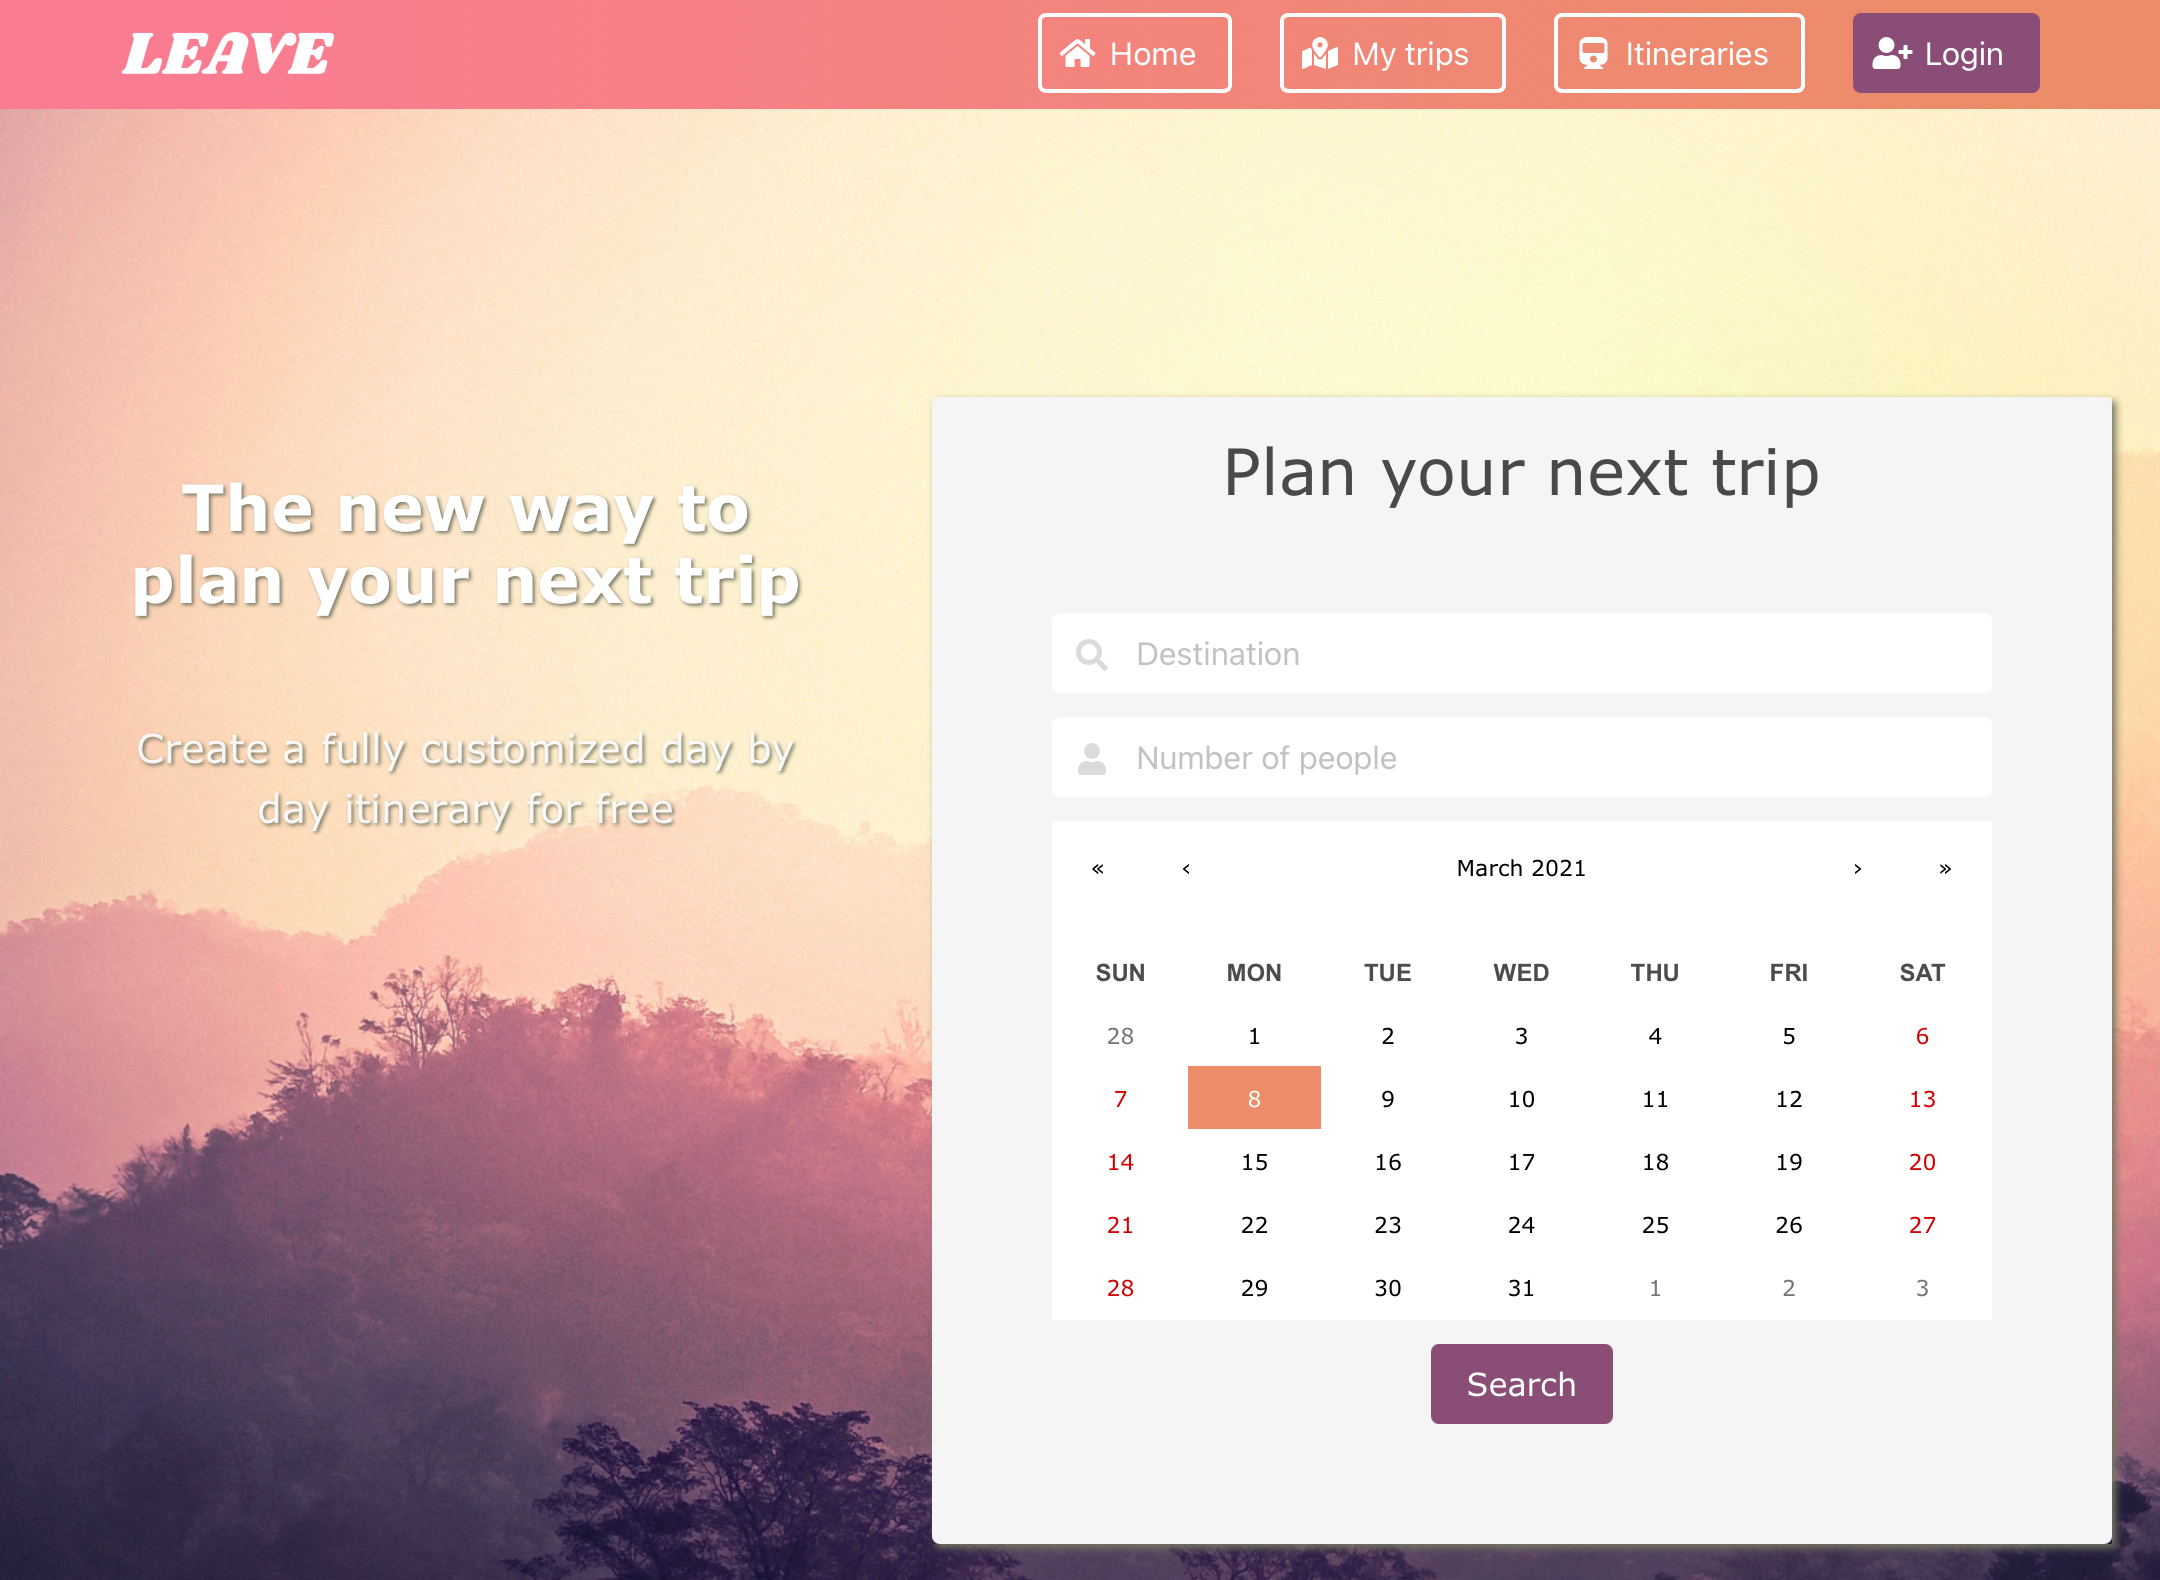 LEAVE
Home
My trips
Itineraries
Login
The new way to
plan your next trip
Create a fully customized day by
day itinerary for free
Plan your next trip
Destination
Number of people
« ‹ March 2021 › »
SUN MON TUE WED THU FRI SAT
28 1 2 3 4 5 6
7 8 9 10 11 12 13
14 15 16 17 18 19 20
21 22 23 24 25 26 27
28 29 30 31 1 2 3
Search